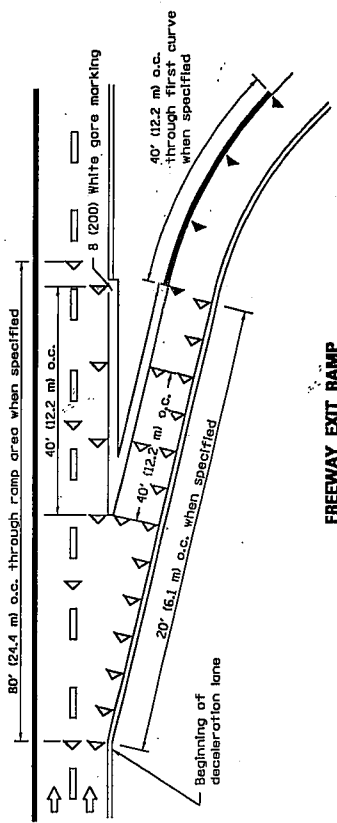 80' (24.4 m) o.c. through ramp area when specified
40' (12.2 m) o.c.
8 (200) White gore marking
40' (12.2 m) o.c.
through first curve
when specified
40' (12.2 m) o.c.
20' (6.1 m) o.c. when specified
Beginning of
deceleration lane
FREEWAY EXIT RAMP